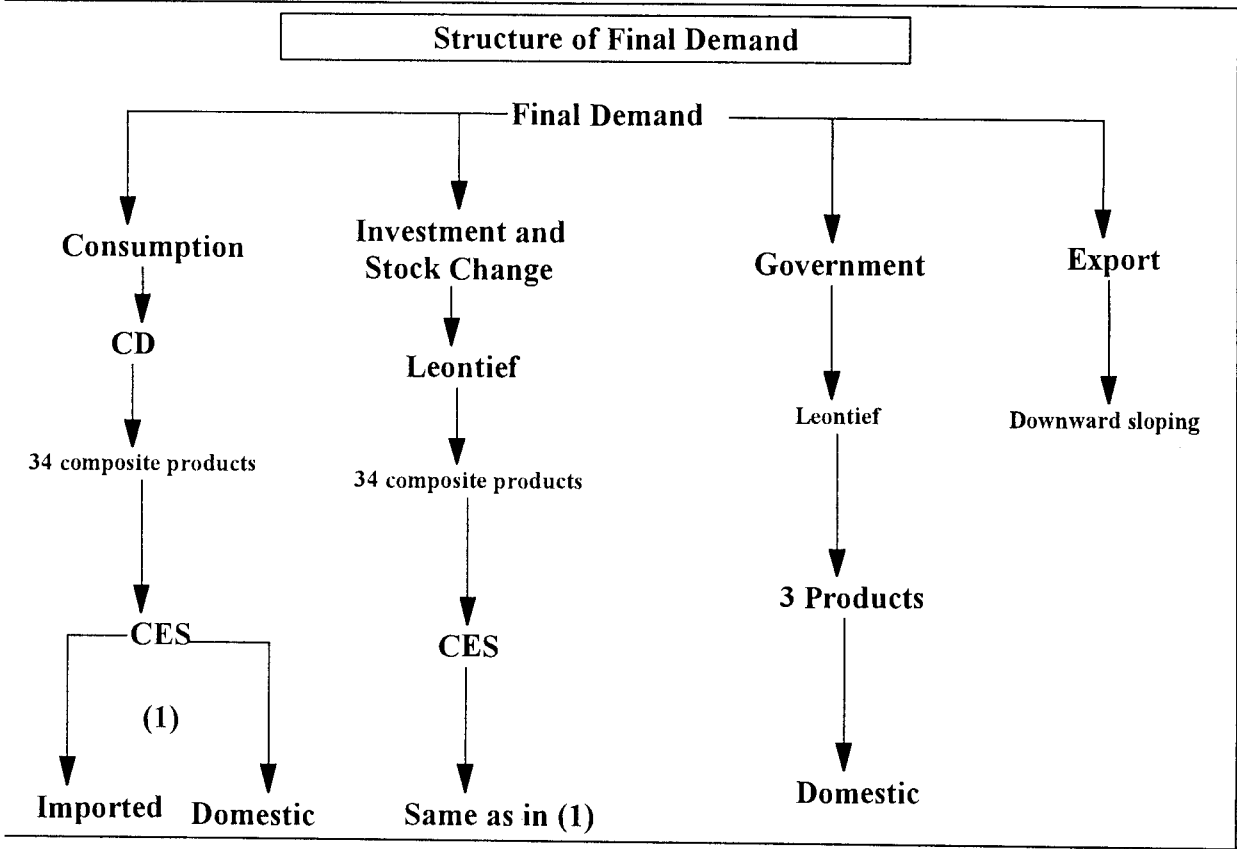 Structure of Final Demand
Final Demand
Consumption
CD
34 composite products
CES
(1)
Imported
Domestic
Investment and
Stock Change
Leontief
34 composite products
CES
Same as in (1)
Government
Leontief
3 Products
Domestic
Export
Downward sloping